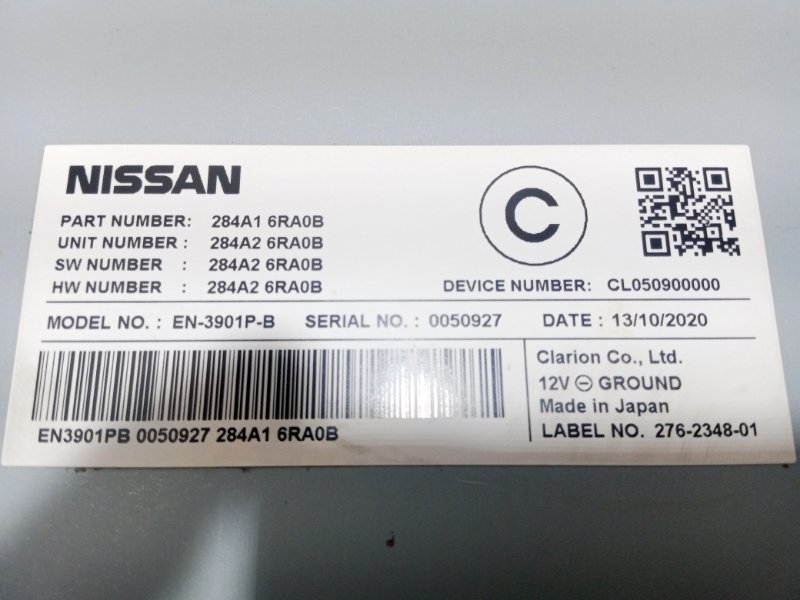 NISSAN
PART NUMBER: 284A1 6RA0B
UNIT NUMBER : 284A2 6RA0B
SW NUMBER : 284A2 6RA0B
HW NUMBER : 284A2 6RA0B
C
DEVICE NUMBER: CL050900000
MODEL NO. : EN-3901P-B SERIAL NO. : 0050927 DATE : 13/10/2020
EN3901PB 0050927 284A1 6RA0B
Clarion Co., Ltd.
12V ⊖ GROUND
Made in Japan
LABEL NO. 276-2348-01